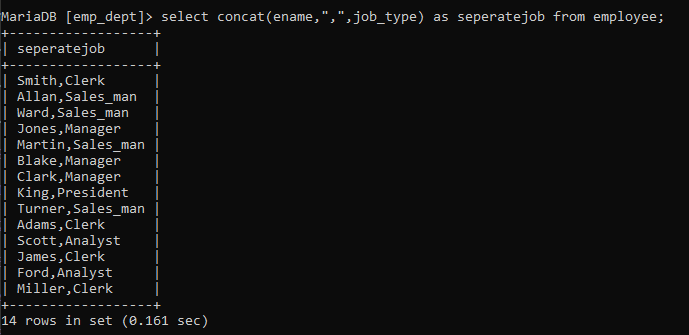 MariaDB [emp_dept]> select concat(ename,",",job_type) as seperatejob from employee;
+------------------+
| seperatejob      |
+------------------+
| Smith,Clerk      |
| Allan,Sales_man  |
| Ward,Sales_man   |
| Jones,Manager    |
| Martin,Sales_man |
| Blake,Manager    |
| Clark,Manager    |
| King,President   |
| Turner,Sales_man |
| Adams,Clerk      |
| Scott,Analyst    |
| James,Clerk      |
| Ford,Analyst     |
| Miller,Clerk     |
+------------------+
14 rows in set (0.161 sec)